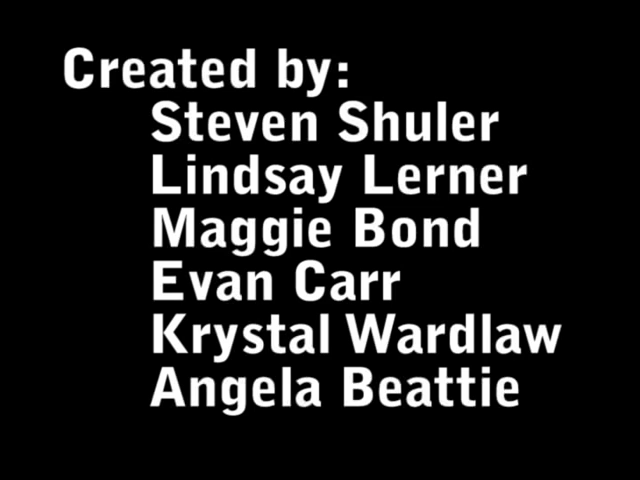 Created by:
Steven Shuler
Lindsay Lerner
Maggie Bond
Evan Carr
Krystal Wardlaw
Angela Beattie